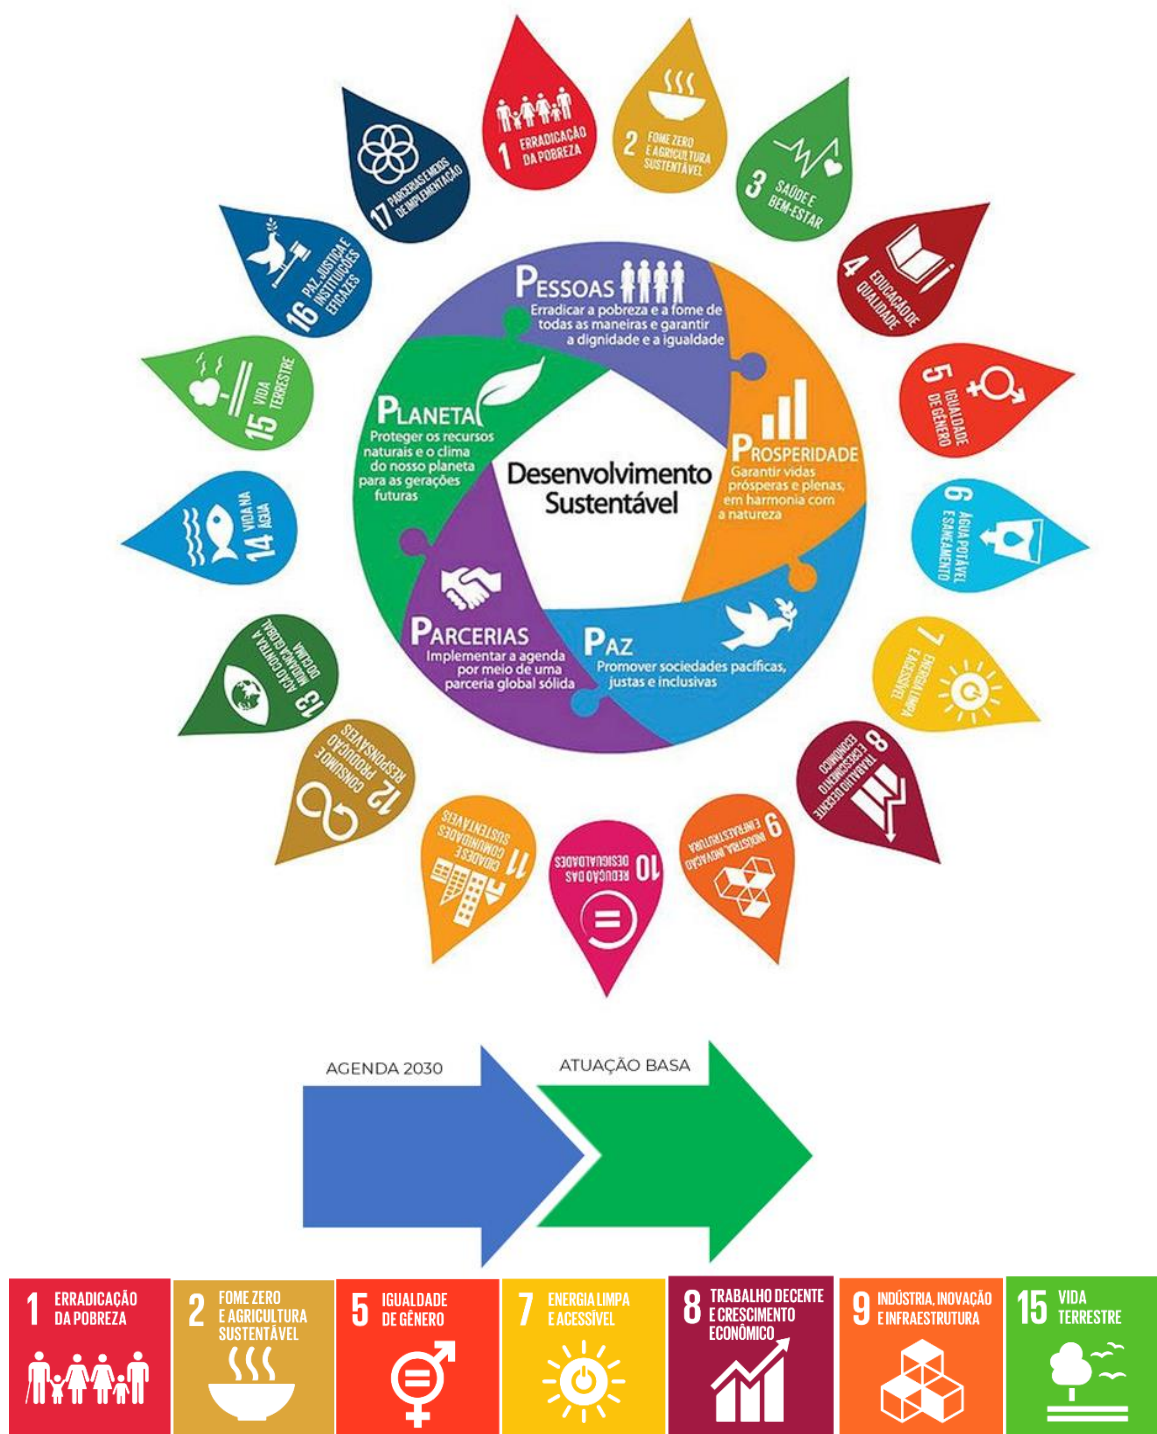 1
ERRADICAÇÃO
DA POBREZA
2
FOME ZERO
E AGRICULTURA
SUSTENTÁVEL
3
SAÚDE E
BEM-ESTAR
4
EDUCAÇÃO DE
QUALIDADE
5
IGUALDADE
DE GÊNERO
6
ÁGUA POTÁVEL
E SANEAMENTO
7
ENERGIA LIMPA
E ACESSÍVEL
8
TRABALHO DECENTE
E CRESCIMENTO
ECONÔMICO
9
INDÚSTRIA, INOVAÇÃO
E INFRAESTRUTURA
10
REDUÇÃO DAS
DESIGUALDADES
11
CIDADES E
COMUNIDADES
SUSTENTÁVEIS
12
CONSUMO E
PRODUÇÃO
RESPONSÁVEIS
13
AÇÃO CONTRA A
MUDANÇA GLOBAL
DO CLIMA
14
VIDA NA
ÁGUA
15
VIDA
TERRESTRE
16
PAZ, JUSTIÇA E
INSTITUIÇÕES
EFICAZES
17
PARCERIAS E MEIOS
DE IMPLEMENTAÇÃO
PESSOAS
Erradicar a pobreza e a fome de
todas as maneiras e garantir
a dignidade e a igualdade
PROSPERIDADE
Garantir vidas
prósperas e plenas,
em harmonia com
a natureza
PAZ
Promover sociedades pacíficas,
justas e inclusivas
PARCERIAS
Implementar a agenda
por meio de uma
parceria global sólida
PLANETA
Proteger os recursos
naturais e o clima
do nosso planeta
para as gerações
futuras
Desenvolvimento
Sustentável
AGENDA 2030
ATUAÇÃO BASA
1 ERRADICAÇÃO
DA POBREZA
2 FOME ZERO
E AGRICULTURA
SUSTENTÁVEL
5 IGUALDADE
DE GÊNERO
7 ENERGIA LIMPA
E ACESSÍVEL
8 TRABALHO DECENTE
E CRESCIMENTO
ECONÔMICO
9 INDÚSTRIA, INOVAÇÃO
E INFRAESTRUTURA
15 VIDA
TERRESTRE